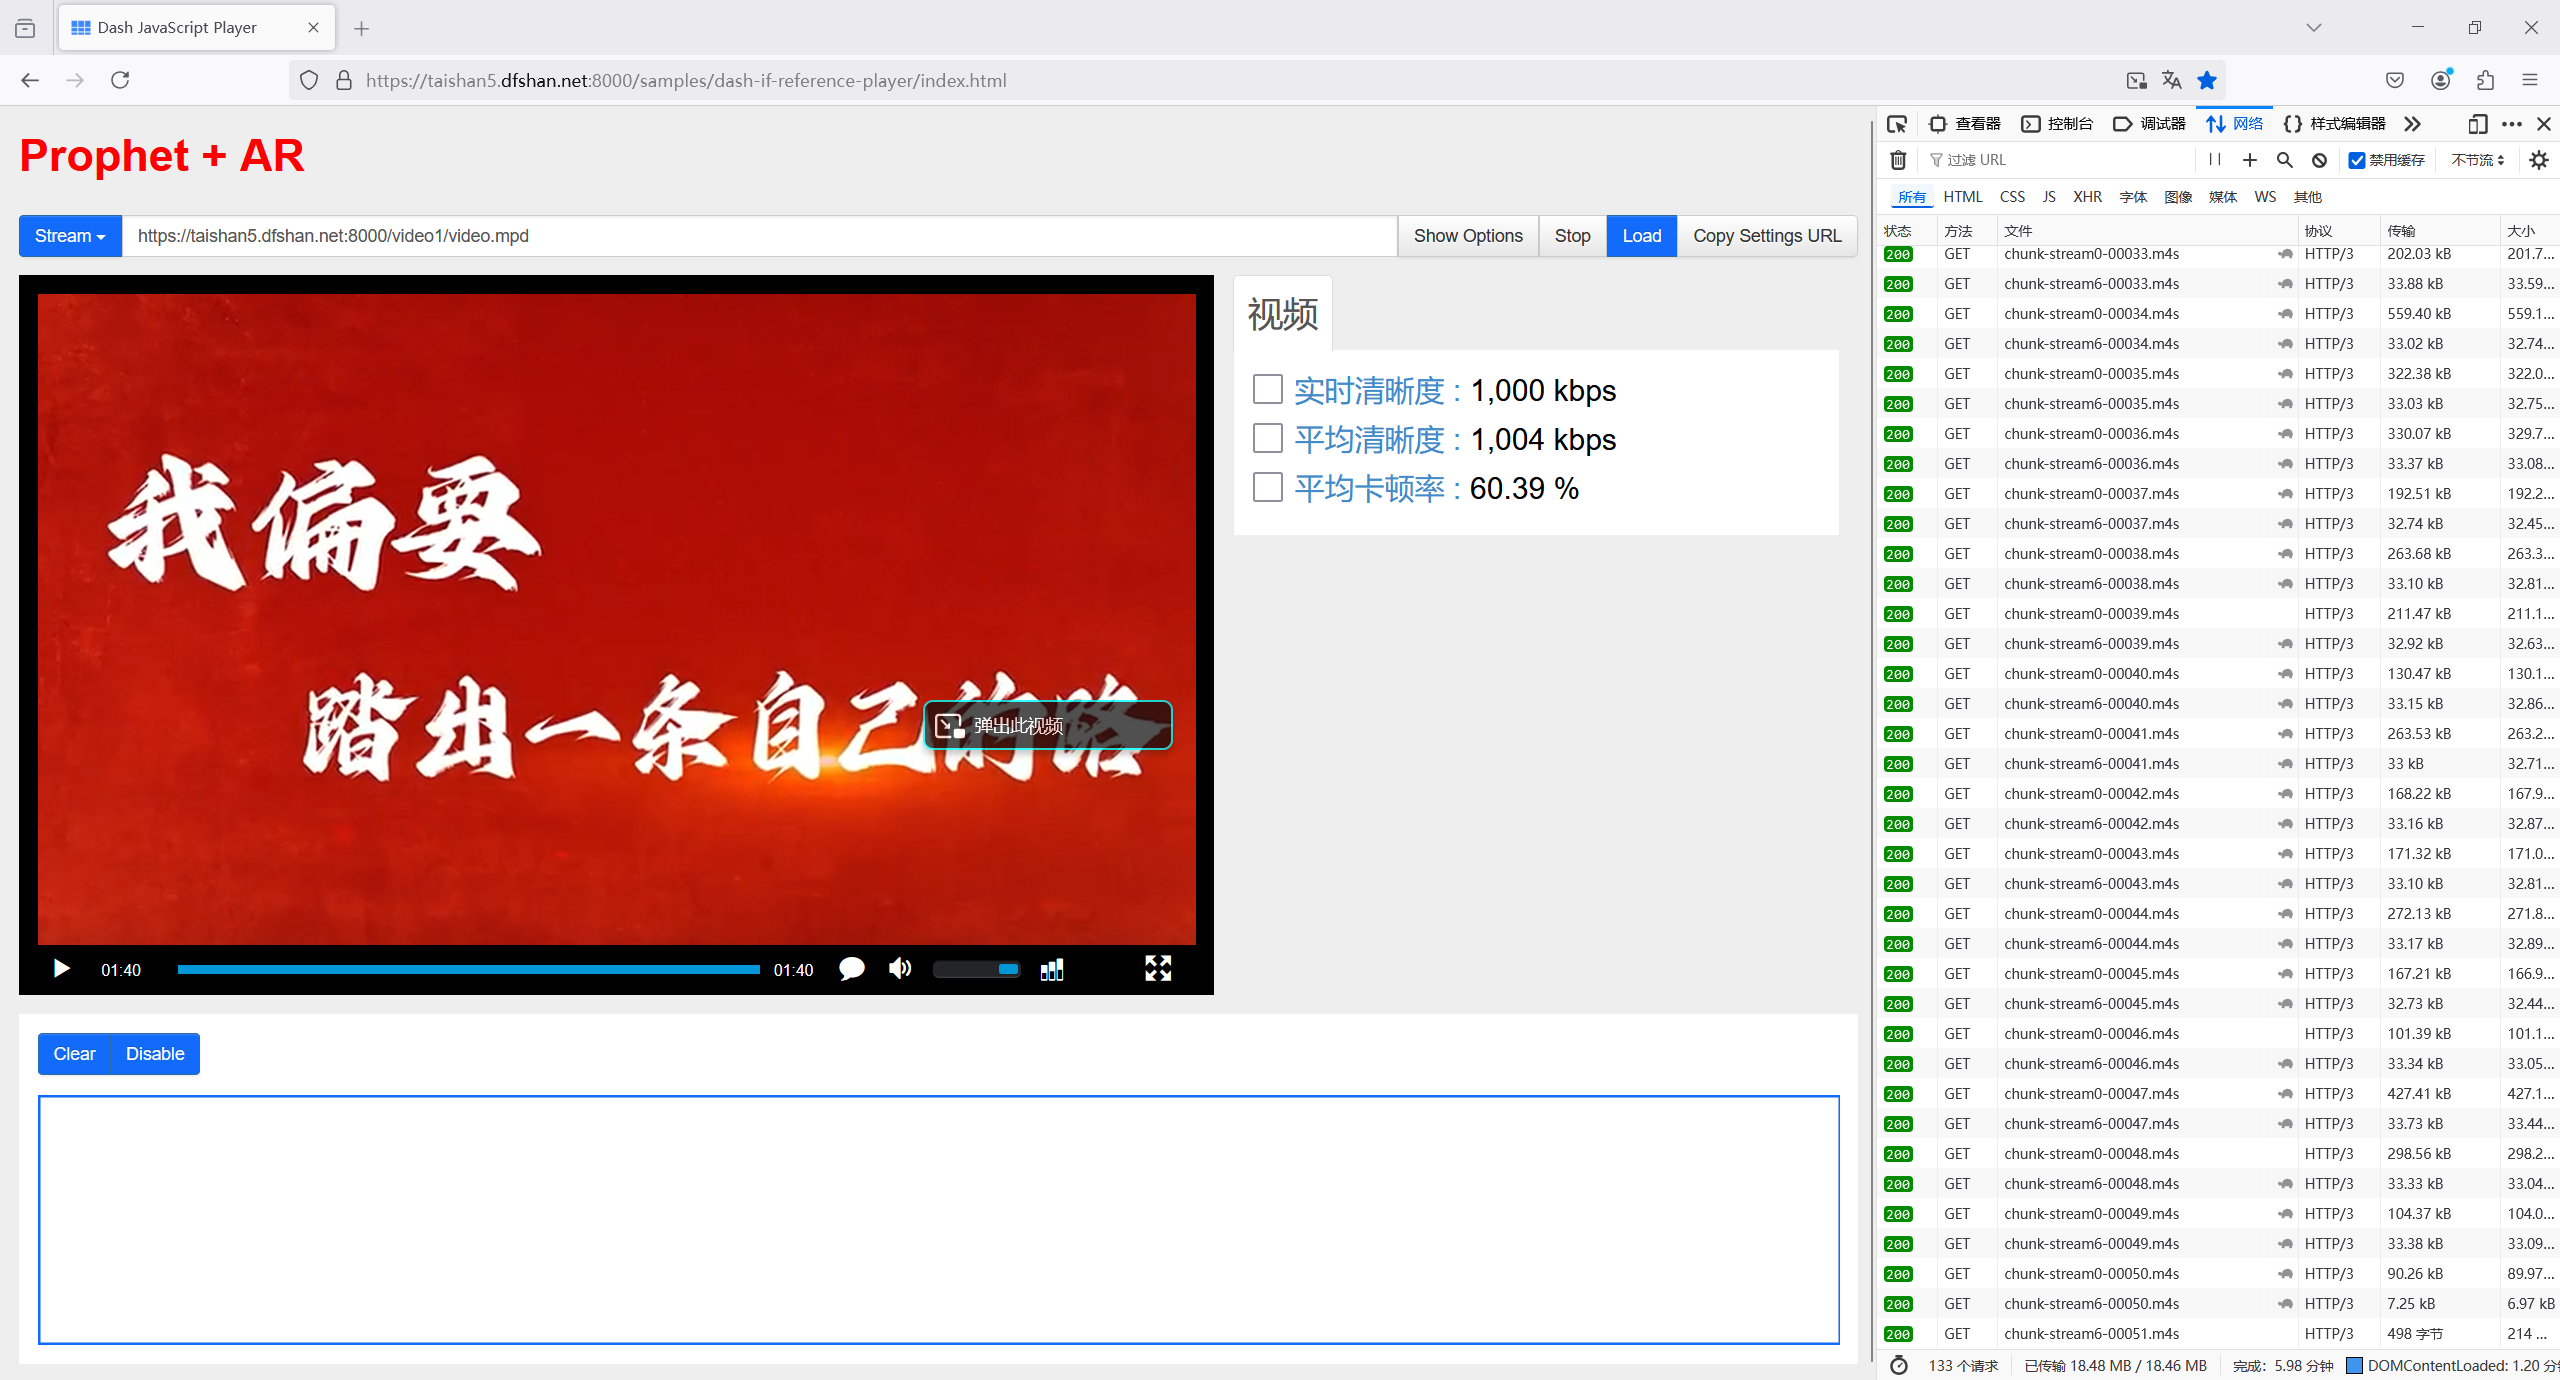 Dash JavaScript Player
https://taishan5.dfshan.net:8000/samples/dash-if-reference-player/index.html
Prophet + AR
Stream
https://taishan5.dfshan.net:8000/video1/video.mpd
Show Options
Stop
Load
Copy Settings URL
我偏要
踏出一条自己的路
弹出此视频
01:40
01:40
视频
实时清晰度 : 1,000 kbps
平均清晰度 : 1,004 kbps
平均卡顿率 : 60.39 %
Clear
Disable
查看器 控制台 调试器 网络 样式编辑器
过滤 URL
禁用缓存
不节流
所有 HTML CSS JS XHR 字体 图像 媒体 WS 其他
状态 方法 文件 协议 传输 大小
200 GET chunk-stream0-00033.m4s HTTP/3 202.03 kB 201.7...
200 GET chunk-stream6-00033.m4s HTTP/3 33.88 kB 33.59...
200 GET chunk-stream0-00034.m4s HTTP/3 559.40 kB 559.1...
200 GET chunk-stream6-00034.m4s HTTP/3 33.02 kB 32.74...
200 GET chunk-stream0-00035.m4s HTTP/3 322.38 kB 322.0...
200 GET chunk-stream6-00035.m4s HTTP/3 33.03 kB 32.75...
200 GET chunk-stream0-00036.m4s HTTP/3 330.07 kB 329.7...
200 GET chunk-stream6-00036.m4s HTTP/3 33.37 kB 33.08...
200 GET chunk-stream0-00037.m4s HTTP/3 192.51 kB 192.2...
200 GET chunk-stream6-00037.m4s HTTP/3 32.74 kB 32.45...
200 GET chunk-stream0-00038.m4s HTTP/3 263.68 kB 263.3...
200 GET chunk-stream6-00038.m4s HTTP/3 33.10 kB 32.81...
200 GET chunk-stream0-00039.m4s HTTP/3 211.47 kB 211.1...
200 GET chunk-stream6-00039.m4s HTTP/3 32.92 kB 32.63...
200 GET chunk-stream0-00040.m4s HTTP/3 130.47 kB 130.1...
200 GET chunk-stream6-00040.m4s HTTP/3 33.15 kB 32.86...
200 GET chunk-stream0-00041.m4s HTTP/3 263.53 kB 263.2...
200 GET chunk-stream6-00041.m4s HTTP/3 33 kB 32.71...
200 GET chunk-stream0-00042.m4s HTTP/3 168.22 kB 167.9...
200 GET chunk-stream6-00042.m4s HTTP/3 33.16 kB 32.87...
200 GET chunk-stream0-00043.m4s HTTP/3 171.32 kB 171.0...
200 GET chunk-stream6-00043.m4s HTTP/3 33.10 kB 32.81...
200 GET chunk-stream0-00044.m4s HTTP/3 272.13 kB 271.8...
200 GET chunk-stream6-00044.m4s HTTP/3 33.17 kB 32.89...
200 GET chunk-stream0-00045.m4s HTTP/3 167.21 kB 166.9...
200 GET chunk-stream6-00045.m4s HTTP/3 32.73 kB 32.44...
200 GET chunk-stream0-00046.m4s HTTP/3 101.39 kB 101.1...
200 GET chunk-stream6-00046.m4s HTTP/3 33.34 kB 33.05...
200 GET chunk-stream0-00047.m4s HTTP/3 427.41 kB 427.1...
200 GET chunk-stream6-00047.m4s HTTP/3 33.73 kB 33.44...
200 GET chunk-stream0-00048.m4s HTTP/3 298.56 kB 298.2...
200 GET chunk-stream6-00048.m4s HTTP/3 33.33 kB 33.04...
200 GET chunk-stream0-00049.m4s HTTP/3 104.37 kB 104.0...
200 GET chunk-stream6-00049.m4s HTTP/3 33.38 kB 33.09...
200 GET chunk-stream0-00050.m4s HTTP/3 90.26 kB 89.97...
200 GET chunk-stream6-00050.m4s HTTP/3 7.25 kB 6.97 kB
200 GET chunk-stream6-00051.m4s HTTP/3 498 字节 214 ...
133 个请求 已传输 18.48 MB / 18.46 MB 完成: 5.98 分钟 DOMContentLoaded: 1.20 分